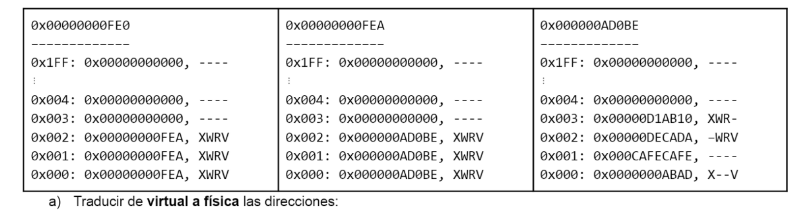 0x00000000FE0
-------------
0x1FF: 0x00000000000, ----
⋮
0x004: 0x00000000000, ----
0x003: 0x00000000000, ----
0x002: 0x00000000FEA, XWRV
0x001: 0x00000000FEA, XWRV
0x000: 0x00000000FEA, XWRV
0x00000000FEA
-------------
0x1FF: 0x00000000000, ----
⋮
0x004: 0x00000000000, ----
0x003: 0x00000000000, ----
0x002: 0x000000AD0BE, XWRV
0x001: 0x000000AD0BE, XWRV
0x000: 0x000000AD0BE, XWRV
0x000000AD0BE
-------------
0x1FF: 0x00000000000, ----
⋮
0x004: 0x00000000000, ----
0x003: 0x00000D1AB10, XWR-
0x002: 0x00000DECADA, –WRV
0x001: 0x000CAFECAFE, ----
0x000: 0x0000000ABAD, X--V
a) Traducir de virtual a física las direcciones: